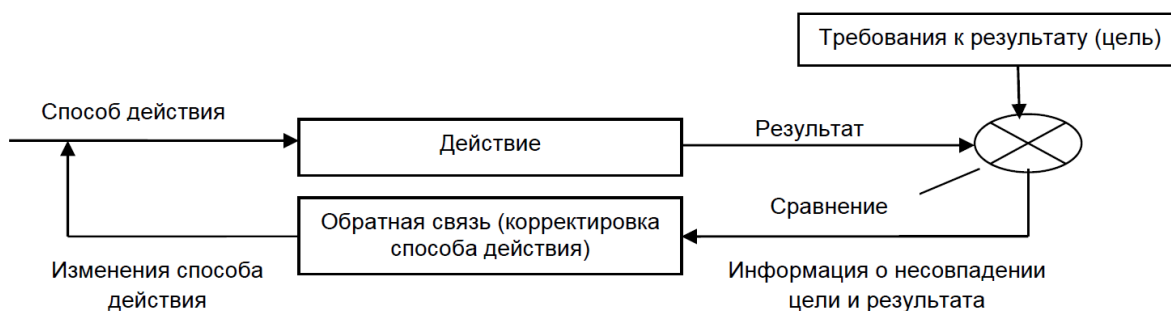 Требования к результату (цель)
Способ действия
Действие
Результат
Сравнение
Обратная связь (корректировка
способа действия)
Изменения способа
действия
Информация о несовпадении
цели и результата